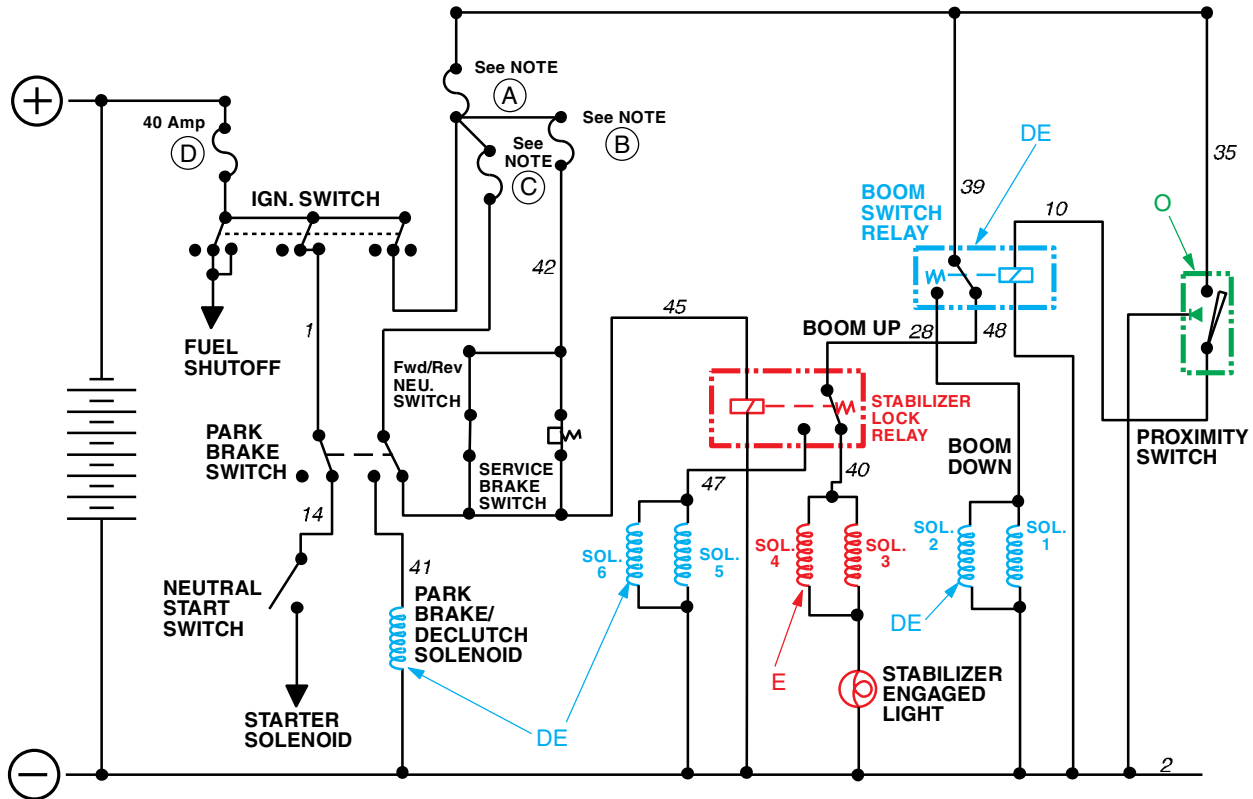 See NOTE
A
40 Amp
D
See NOTE
B
See
NOTE
C
IGN. SWITCH
DE
35
39
BOOM
SWITCH
RELAY
10
O
42
45
1
FUEL
SHUTOFF
BOOM UP
28
48
Fwd/Rev
NEU.
SWITCH
STABILIZER
LOCK
RELAY
PARK
BRAKE
SWITCH
PROXIMITY
SWITCH
BOOM
DOWN
SERVICE
BRAKE
SWITCH
47
40
14
SOL.
6
SOL.
5
SOL.
4
SOL.
3
SOL.
2
SOL.
1
41
NEUTRAL
START
SWITCH
PARK
BRAKE/
DECLUTCH
SOLENOID
DE
E
STABILIZER
ENGAGED
LIGHT
STARTER
SOLENOID
DE
2